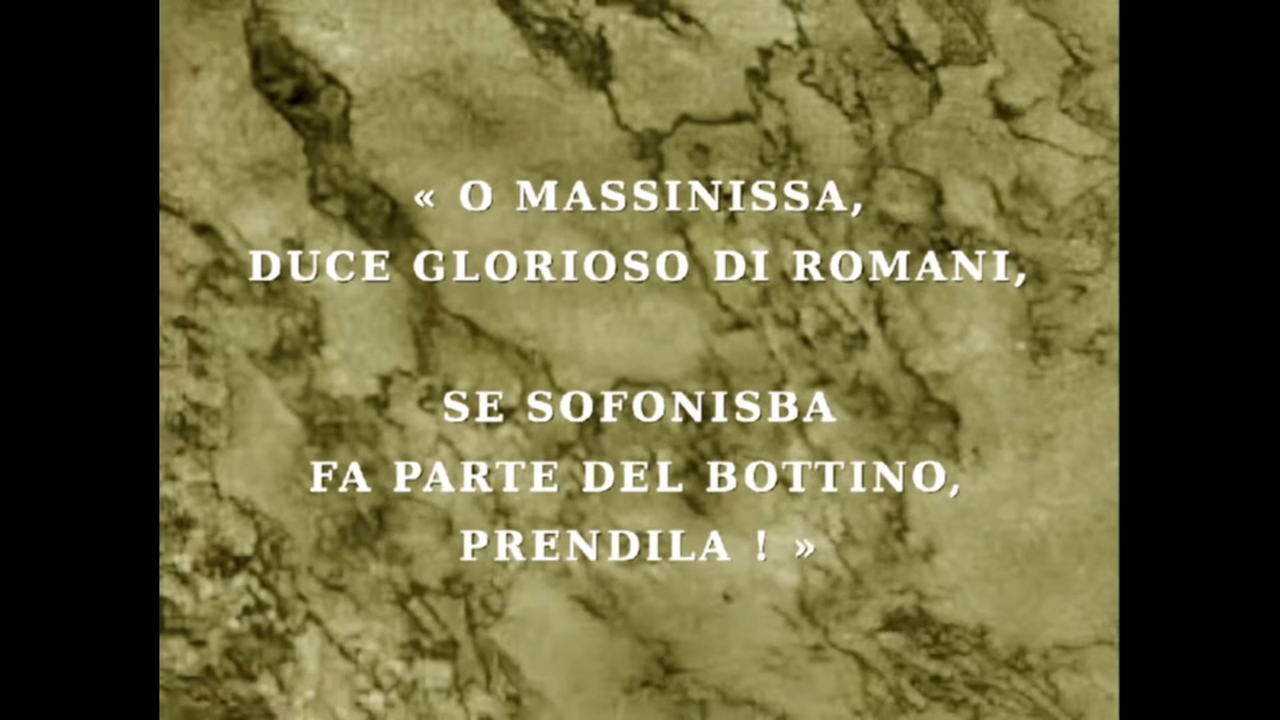 « O MASSINISSA,
DUCE GLORIOSO DI ROMANI,
SE SOFONISBA
FA PARTE DEL BOTTINO,
PRENDILA ! »